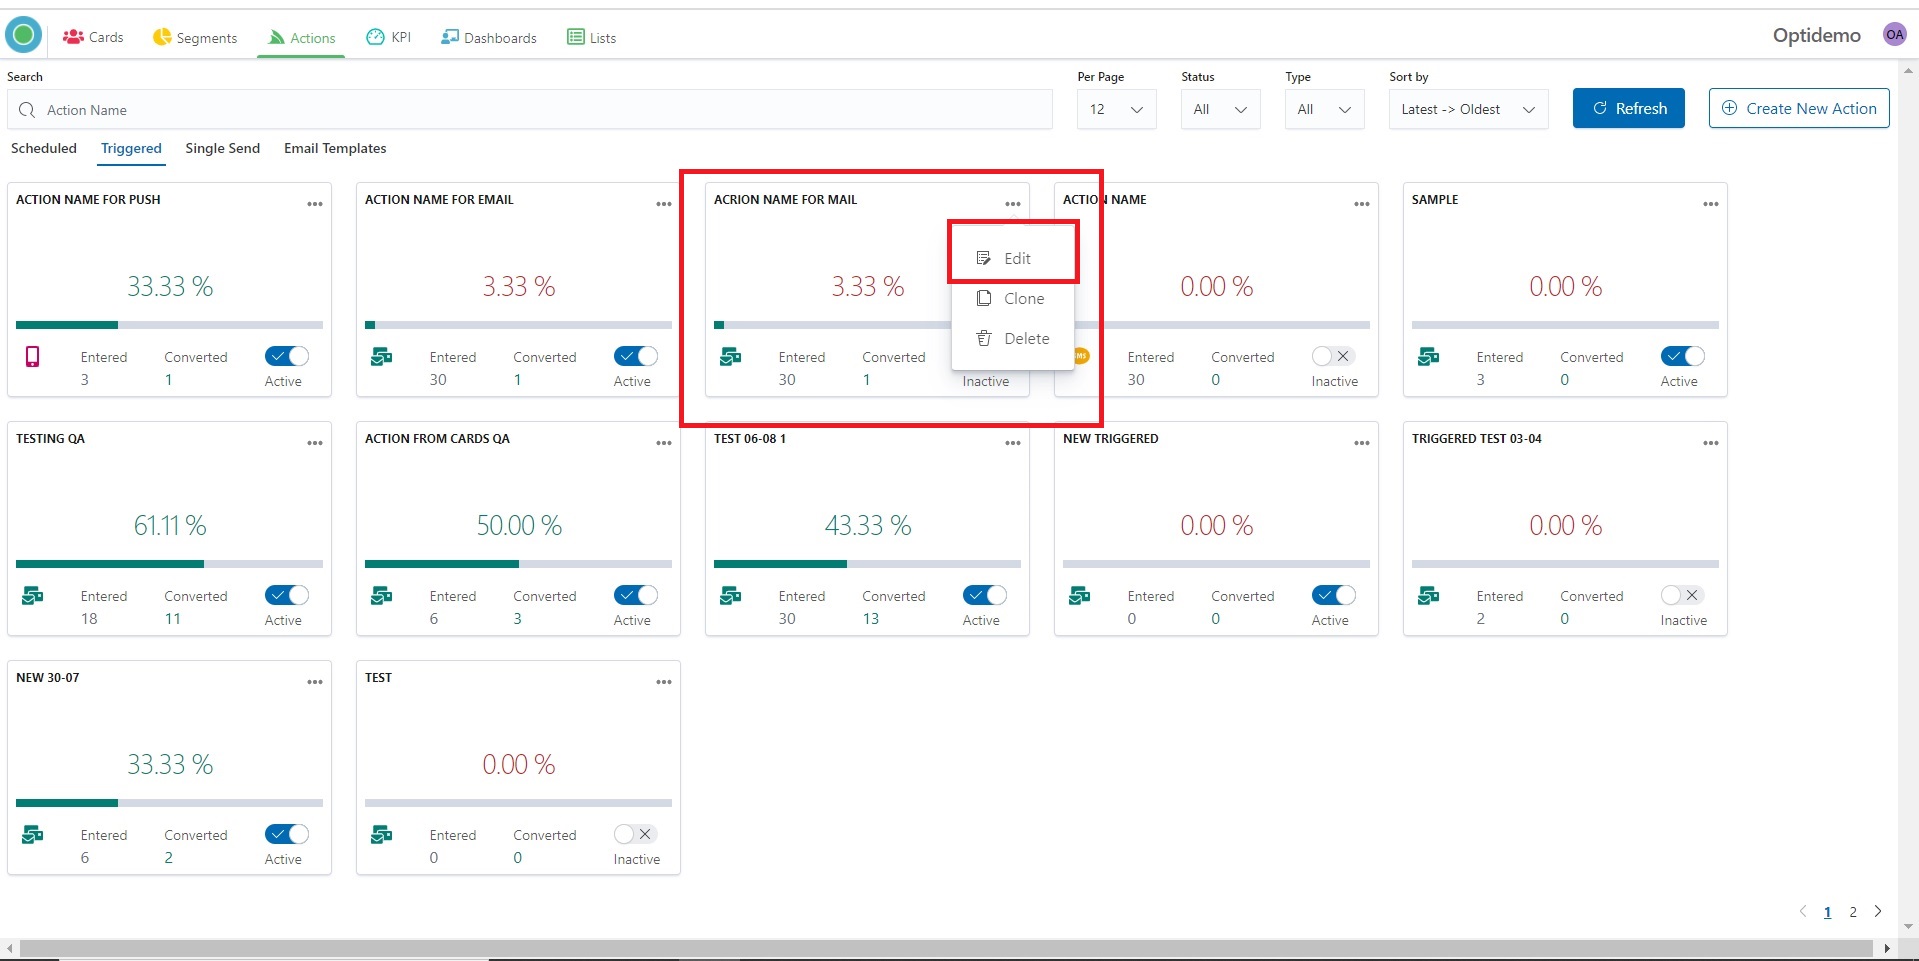 Cards Segments Actions KPI Dashboards Lists Optidemo OA
Search Per Page Status Type Sort by
Action Name 12 All All Latest -> Oldest Refresh Create New Action
Scheduled Triggered Single Send Email Templates
ACTION NAME FOR PUSH
33.33 %
Entered Converted
3 1 Active
ACTION NAME FOR EMAIL
3.33 %
Entered Converted
30 1 Active
ACRION NAME FOR MAIL
3.33 %
Entered Converted
30 1 Inactive
Edit
Clone
Delete
ACTION NAME
0.00 %
SMS Entered Converted
30 0 Inactive
SAMPLE
0.00 %
Entered Converted
3 0 Active
TESTING QA
61.11 %
Entered Converted
18 11 Active
ACTION FROM CARDS QA
50.00 %
Entered Converted
6 3 Active
TEST 06-08 1
43.33 %
Entered Converted
30 13 Active
NEW TRIGGERED
0.00 %
Entered Converted
0 0 Active
TRIGGERED TEST 03-04
0.00 %
Entered Converted
2 0 Inactive
NEW 30-07
33.33 %
Entered Converted
6 2 Active
TEST
0.00 %
Entered Converted
0 0 Inactive
1 2